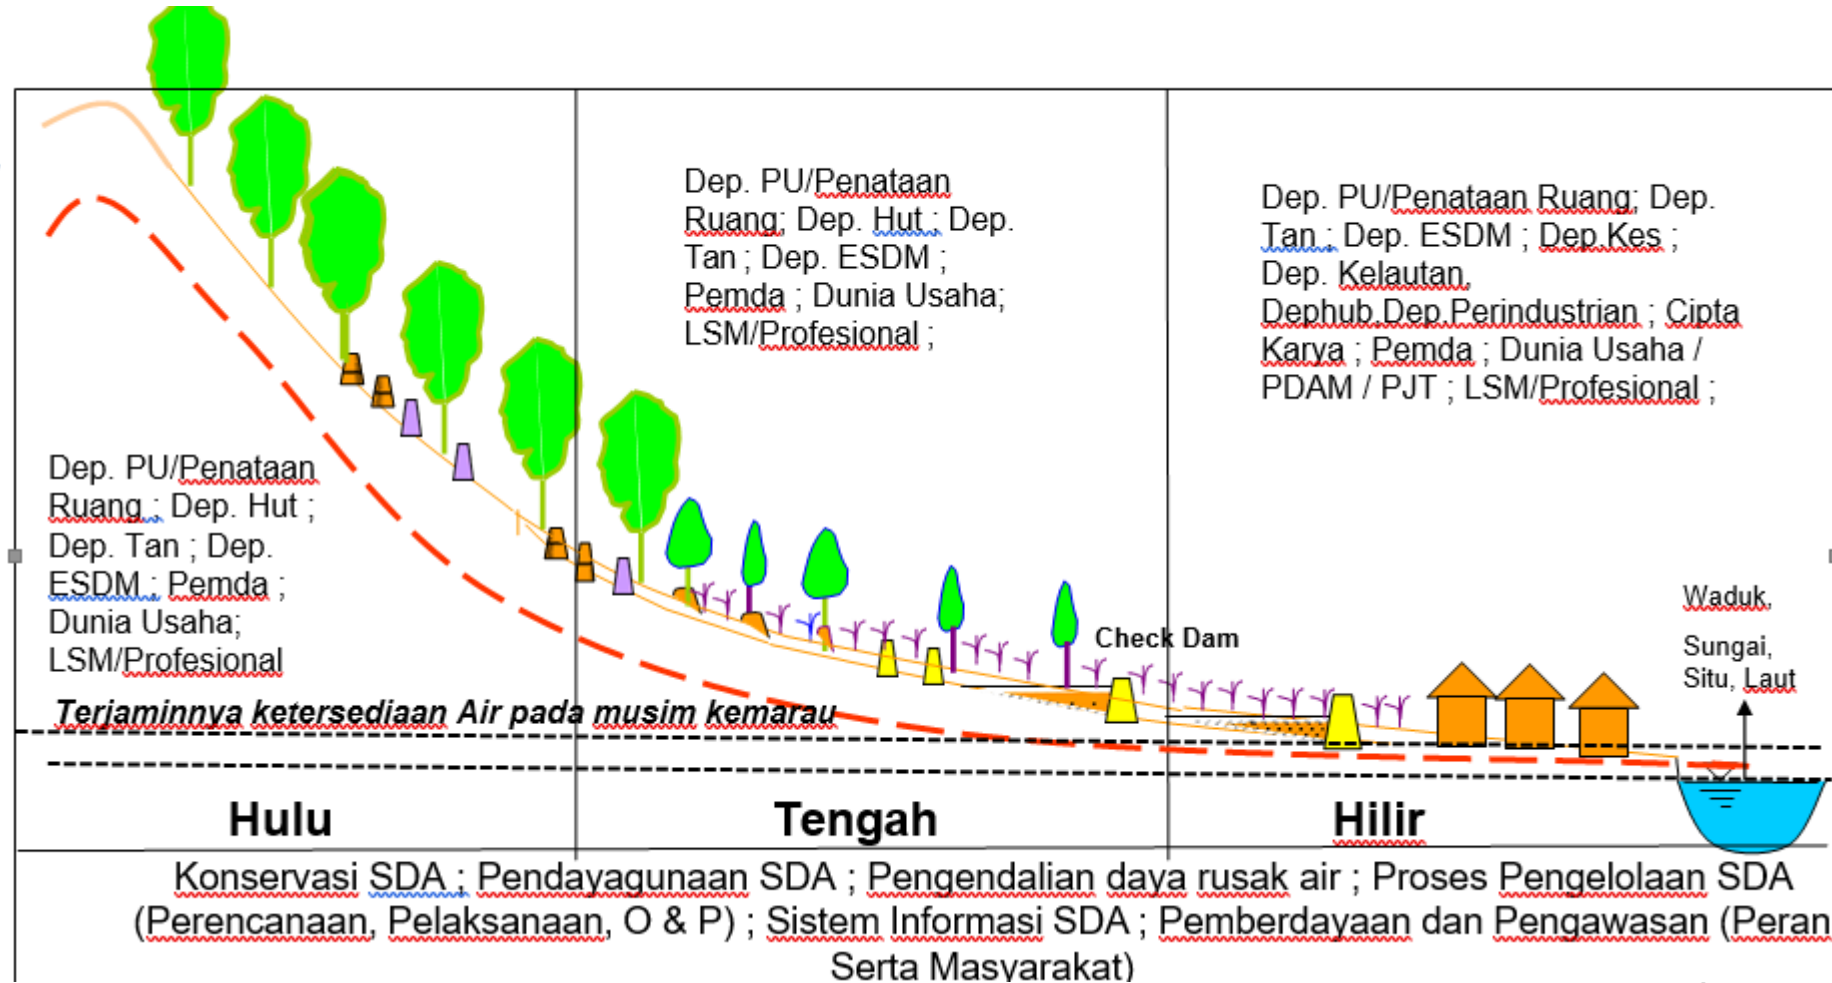 Dep. PU/Penataan
Ruang ; Dep. Hut ;
Dep. Tan ; Dep.
ESDM ; Pemda ;
Dunia Usaha;
LSM/Profesional
Dep. PU/Penataan
Ruang; Dep. Hut ; Dep.
Tan ; Dep. ESDM ;
Pemda ; Dunia Usaha;
LSM/Profesional ;
Dep. PU/Penataan Ruang; Dep.
Tan ; Dep. ESDM ; Dep.Kes ;
Dep. Kelautan,
Dephub,Dep.Perindustrian ; Cipta
Karya ; Pemda ; Dunia Usaha /
PDAM / PJT ; LSM/Profesional ;
Check Dam
Waduk,
Sungai,
Situ, Laut
Terjaminnya ketersediaan Air pada musim kemarau
Hulu
Tengah
Hilir
Konservasi SDA ; Pendayagunaan SDA ; Pengendalian daya rusak air ; Proses Pengelolaan SDA
(Perencanaan, Pelaksanaan, O & P) ; Sistem Informasi SDA ; Pemberdayaan dan Pengawasan (Peran
Serta Masyarakat)